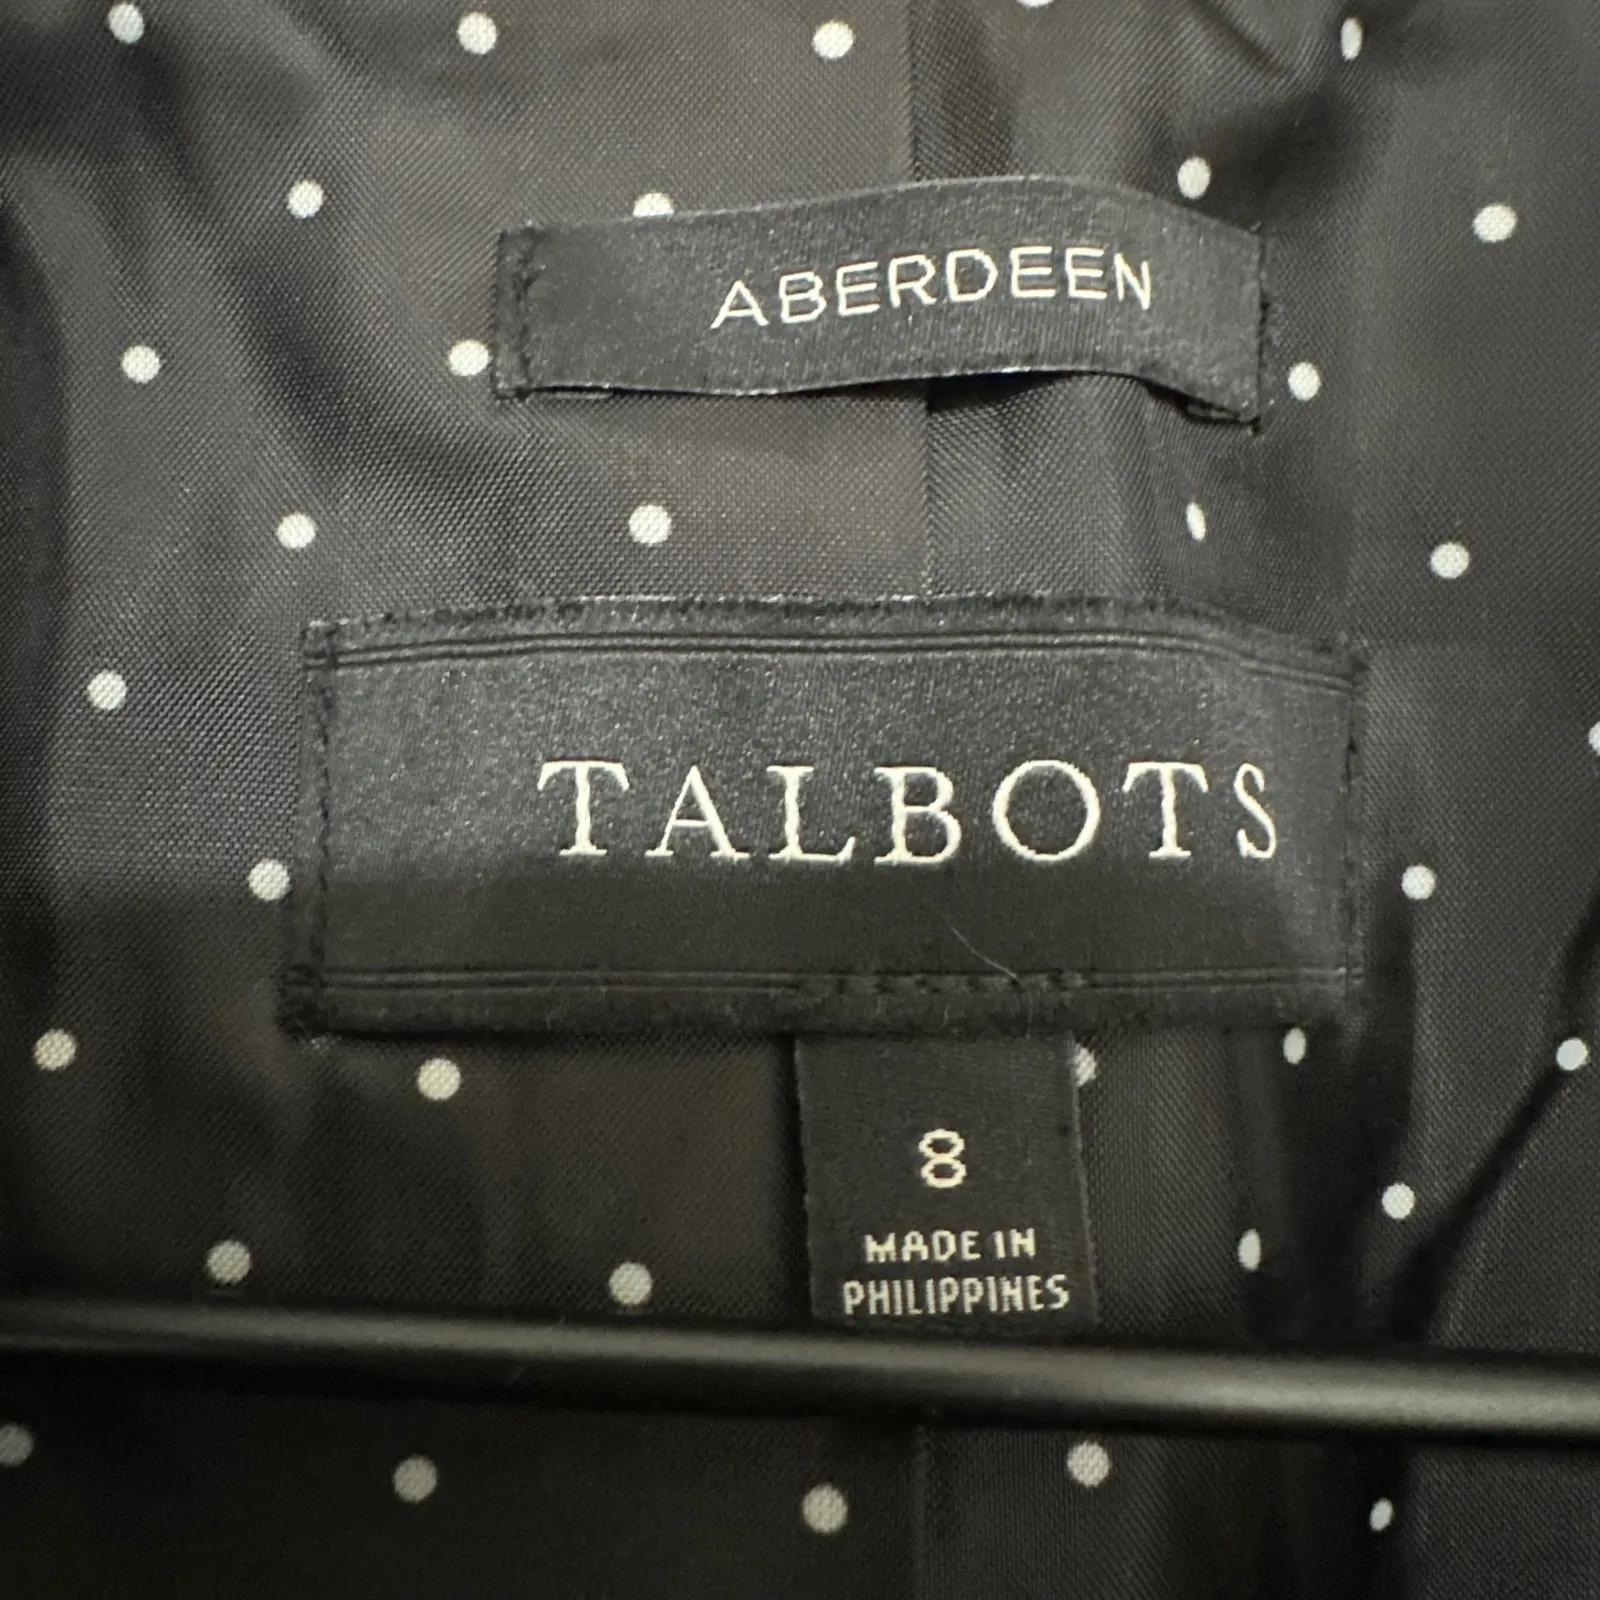 ABERDEEN
TALBOTS
8
MADE IN
PHILIPPINES